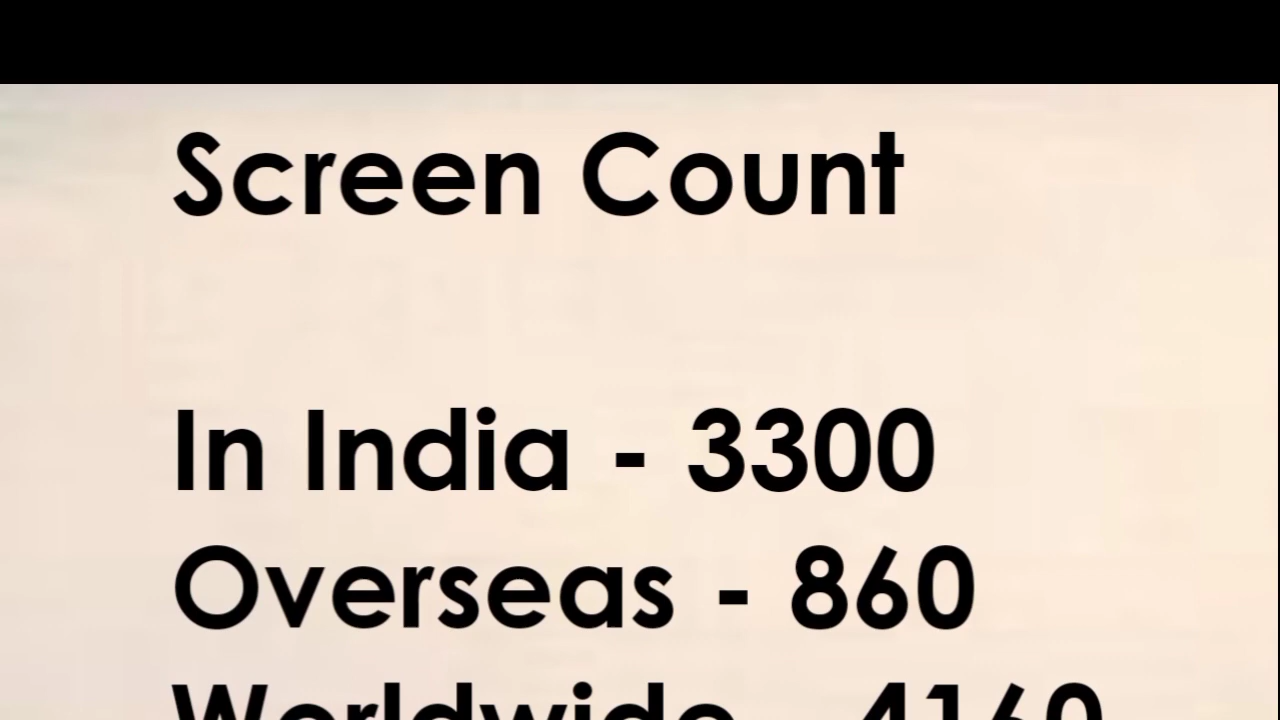 Screen Count
In India - 3300
Overseas - 860
Worldwide - 4160